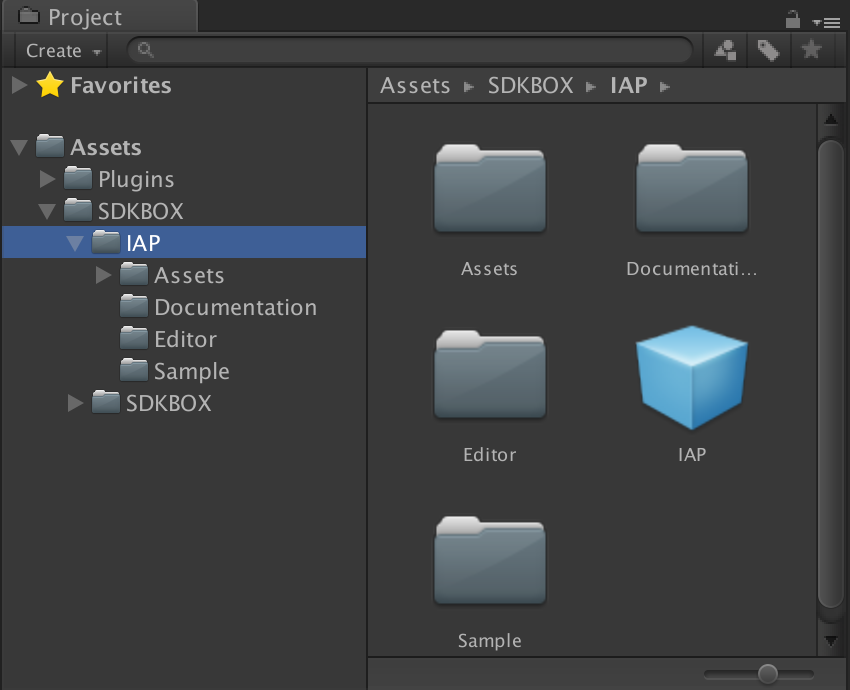 Project
Create
Favorites
Assets
Plugins
SDKBOX
IAP
Assets
Documentation
Editor
Sample
SDKBOX
Assets SDKBOX IAP
Assets
Documentati...
Editor
IAP
Sample